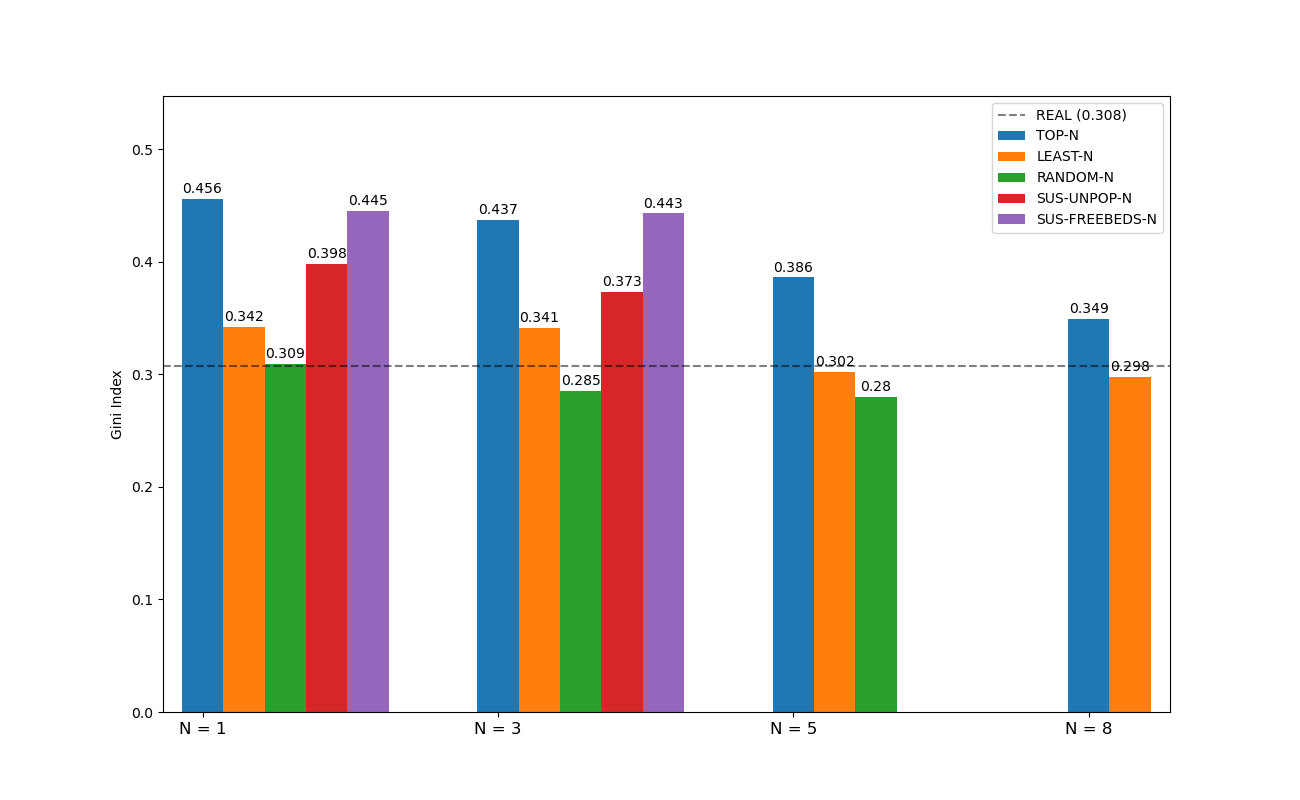 REAL (0.308)
TOP-N
LEAST-N
RANDOM-N
SUS-UNPOP-N
SUS-FREEBEDS-N
Gini Index
0.5
0.4
0.3
0.2
0.1
0.0
0.456
0.342
0.309
0.398
0.445
0.437
0.341
0.285
0.373
0.443
0.386
0.302
0.28
0.349
0.298
N = 1
N = 3
N = 5
N = 8